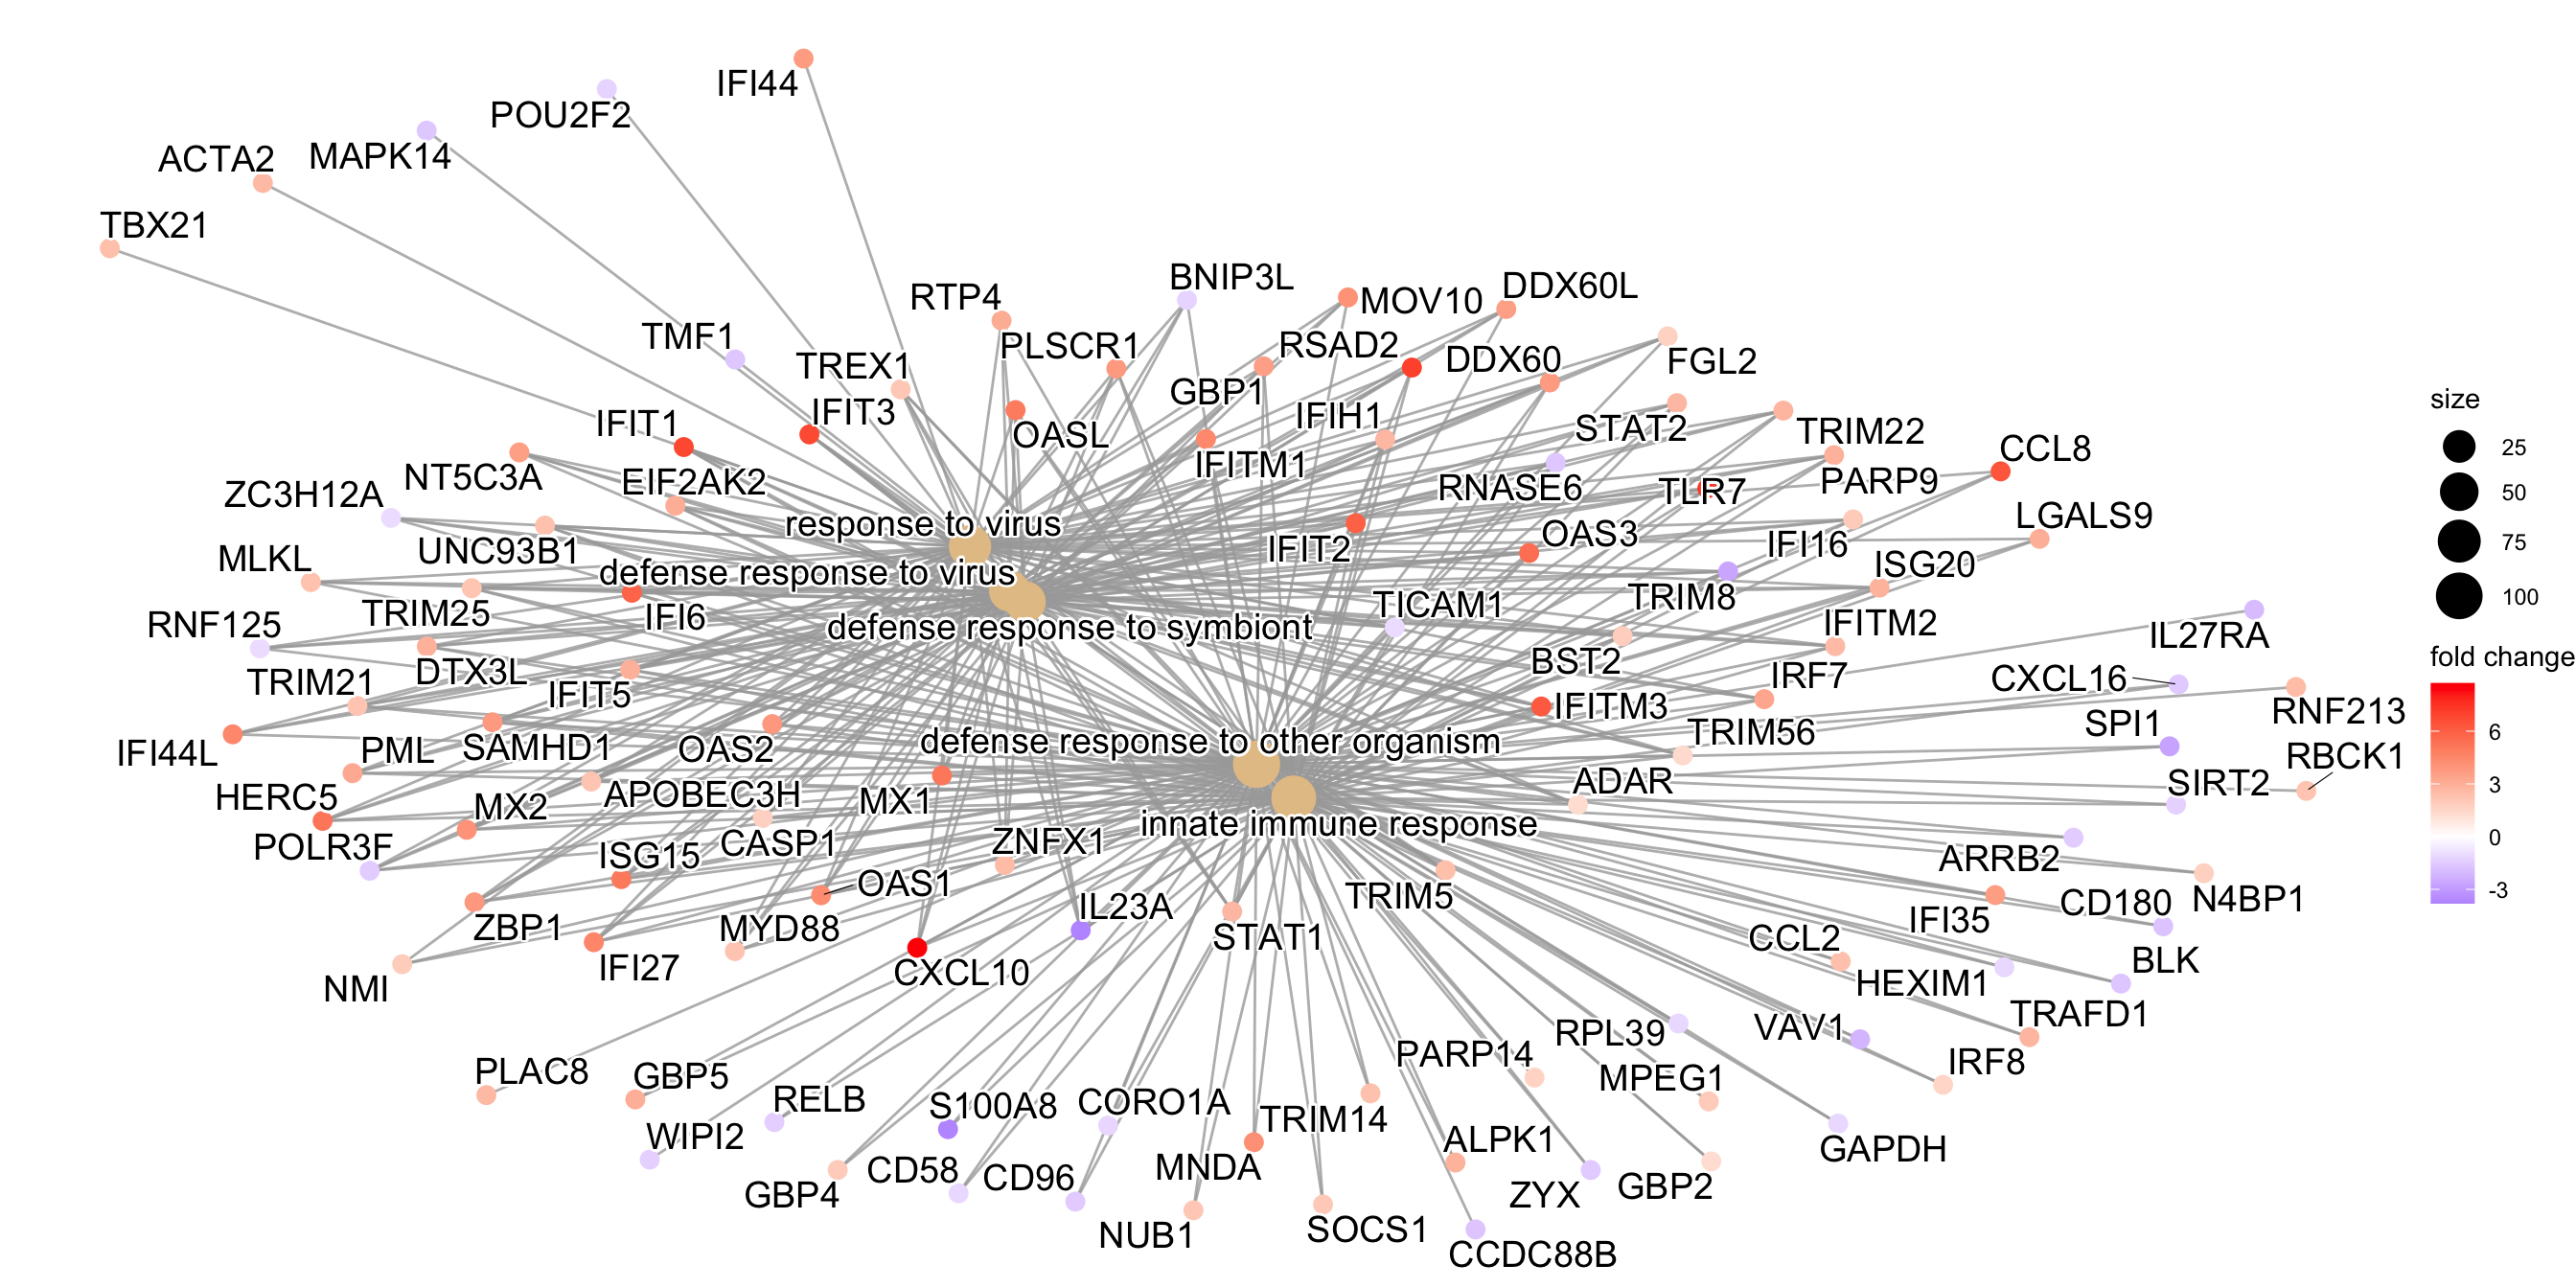 IFI44
POU2F2
ACTA2
MAPK14
TBX21
BNIP3L
RTP4
MOV10
DDX60L
TMF1
PLSCR1
RSAD2
DDX60
FGL2
TREX1
GBP1
IFIT3
IFIH1
IFIT1
OASL
STAT2
TRIM22
CCL8
NT5C3A
EIF2AK2
IFITM1
RNASE6
TLR7
PARP9
ZC3H12A
response to virus
LGALS9
UNC93B1
IFIT2
OAS3
IFI16
ISG20
MLKL
defense response to virus
TRIM25
IFI6
TICAM1
TRIM8
RNF125
defense response to symbiont
IFITM2
IL27RA
DTX3L
BST2
TRIM21
IFIT5
IRF7
CXCL16
IFITM3
RNF213
IFI44L
PML
SAMHD1
OAS2
defense response to other organism
TRIM56
SPI1
RBCK1
HERC5
MX2
APOBEC3H
MX1
ADAR
SIRT2
innate immune response
POLR3F
ISG15
CASP1
ZNFX1
ARRB2
OAS1
TRIM5
CD180
N4BP1
ZBP1
MYD88
IL23A
STAT1
IFI35
CCL2
NMI
IFI27
CXCL10
HEXIM1
BLK
TRAFD1
RPL39
VAV1
PLAC8
GBP5
RELB
S100A8
CORO1A
TRIM14
PARP14
MPEG1
IRF8
WIPI2
GBP4
CD58
CD96
MNDA
ALPK1
GAPDH
NUB1
SOCS1
ZYX
GBP2
CCDC88B
size
25
50
75
100
fold change
6
3
0
-3